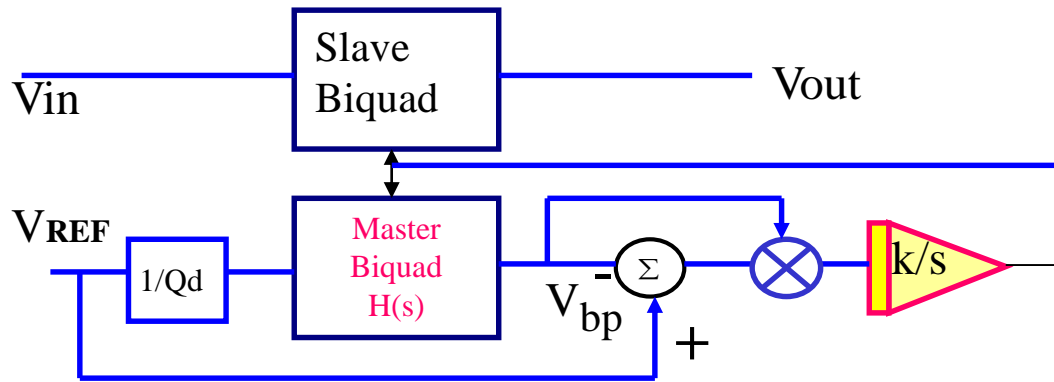 Slave
Biquad
Vin
Vout
VREF
1/Qd
Master
Biquad
H(s)
-
Σ
Vbp
+
k/s